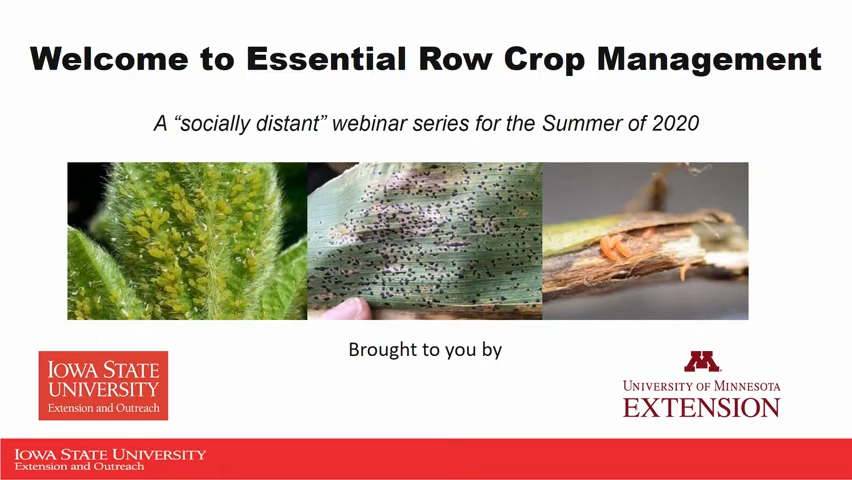 Welcome to Essential Row Crop Management
A “socially distant” webinar series for the Summer of 2020
Brought to you by
IOWA STATE
UNIVERSITY
Extension and Outreach
M
UNIVERSITY OF MINNESOTA
EXTENSION
IOWA STATE UNIVERSITY
Extension and Outreach